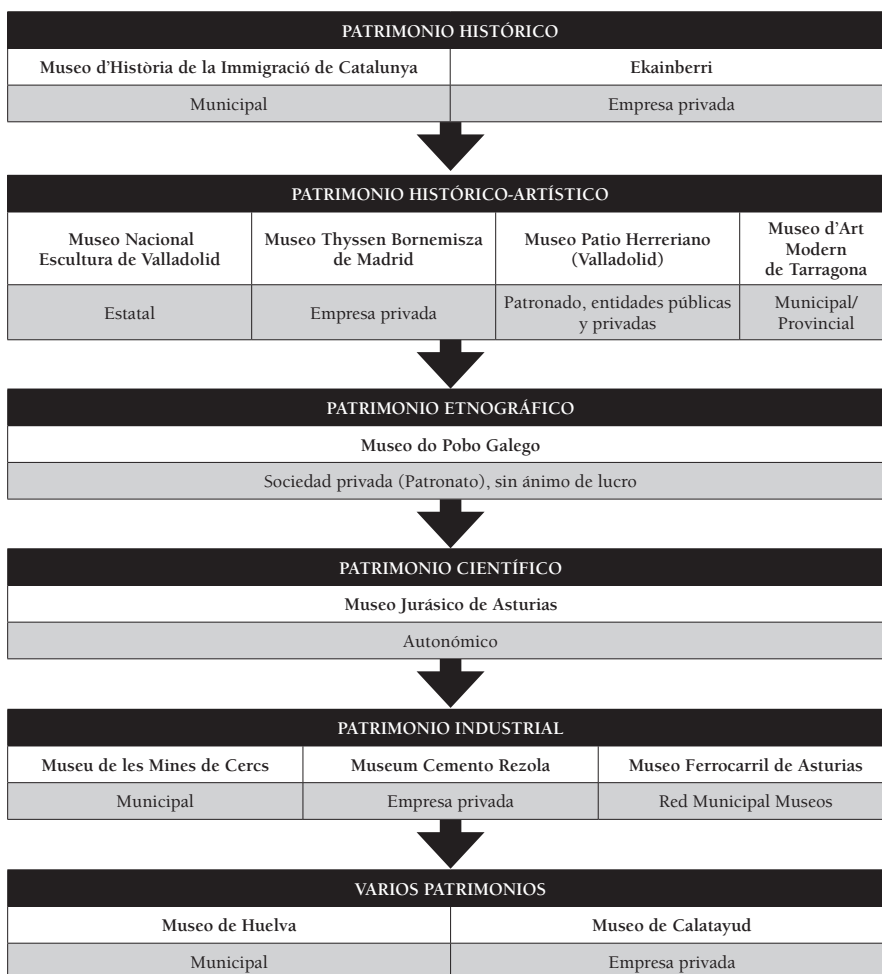 PATRIMONIO HISTÓRICO
Museo d'Història de la Immigració de Catalunya
Ekainberri
Municipal
Empresa privada
PATRIMONIO HISTÓRICO-ARTÍSTICO
Museo Nacional
Escultura de Valladolid
Museo Thyssen Bornemisza
de Madrid
Museo Patio Herreriano
(Valladolid)
Museo d'Art
Modern
de Tarragona
Estatal
Empresa privada
Patronado, entidades públicas
y privadas
Municipal/
Provincial
PATRIMONIO ETNOGRÁFICO
Museo do Pobo Galego
Sociedad privada (Patronato), sin ánimo de lucro
PATRIMONIO CIENTÍFICO
Museo Jurásico de Asturias
Autonómico
PATRIMONIO INDUSTRIAL
Museu de les Mines de Cercs
Museum Cemento Rezola
Museo Ferrocarril de Asturias
Municipal
Empresa privada
Red Municipal Museos
VARIOS PATRIMONIOS
Museo de Huelva
Museo de Calatayud
Municipal
Empresa privada